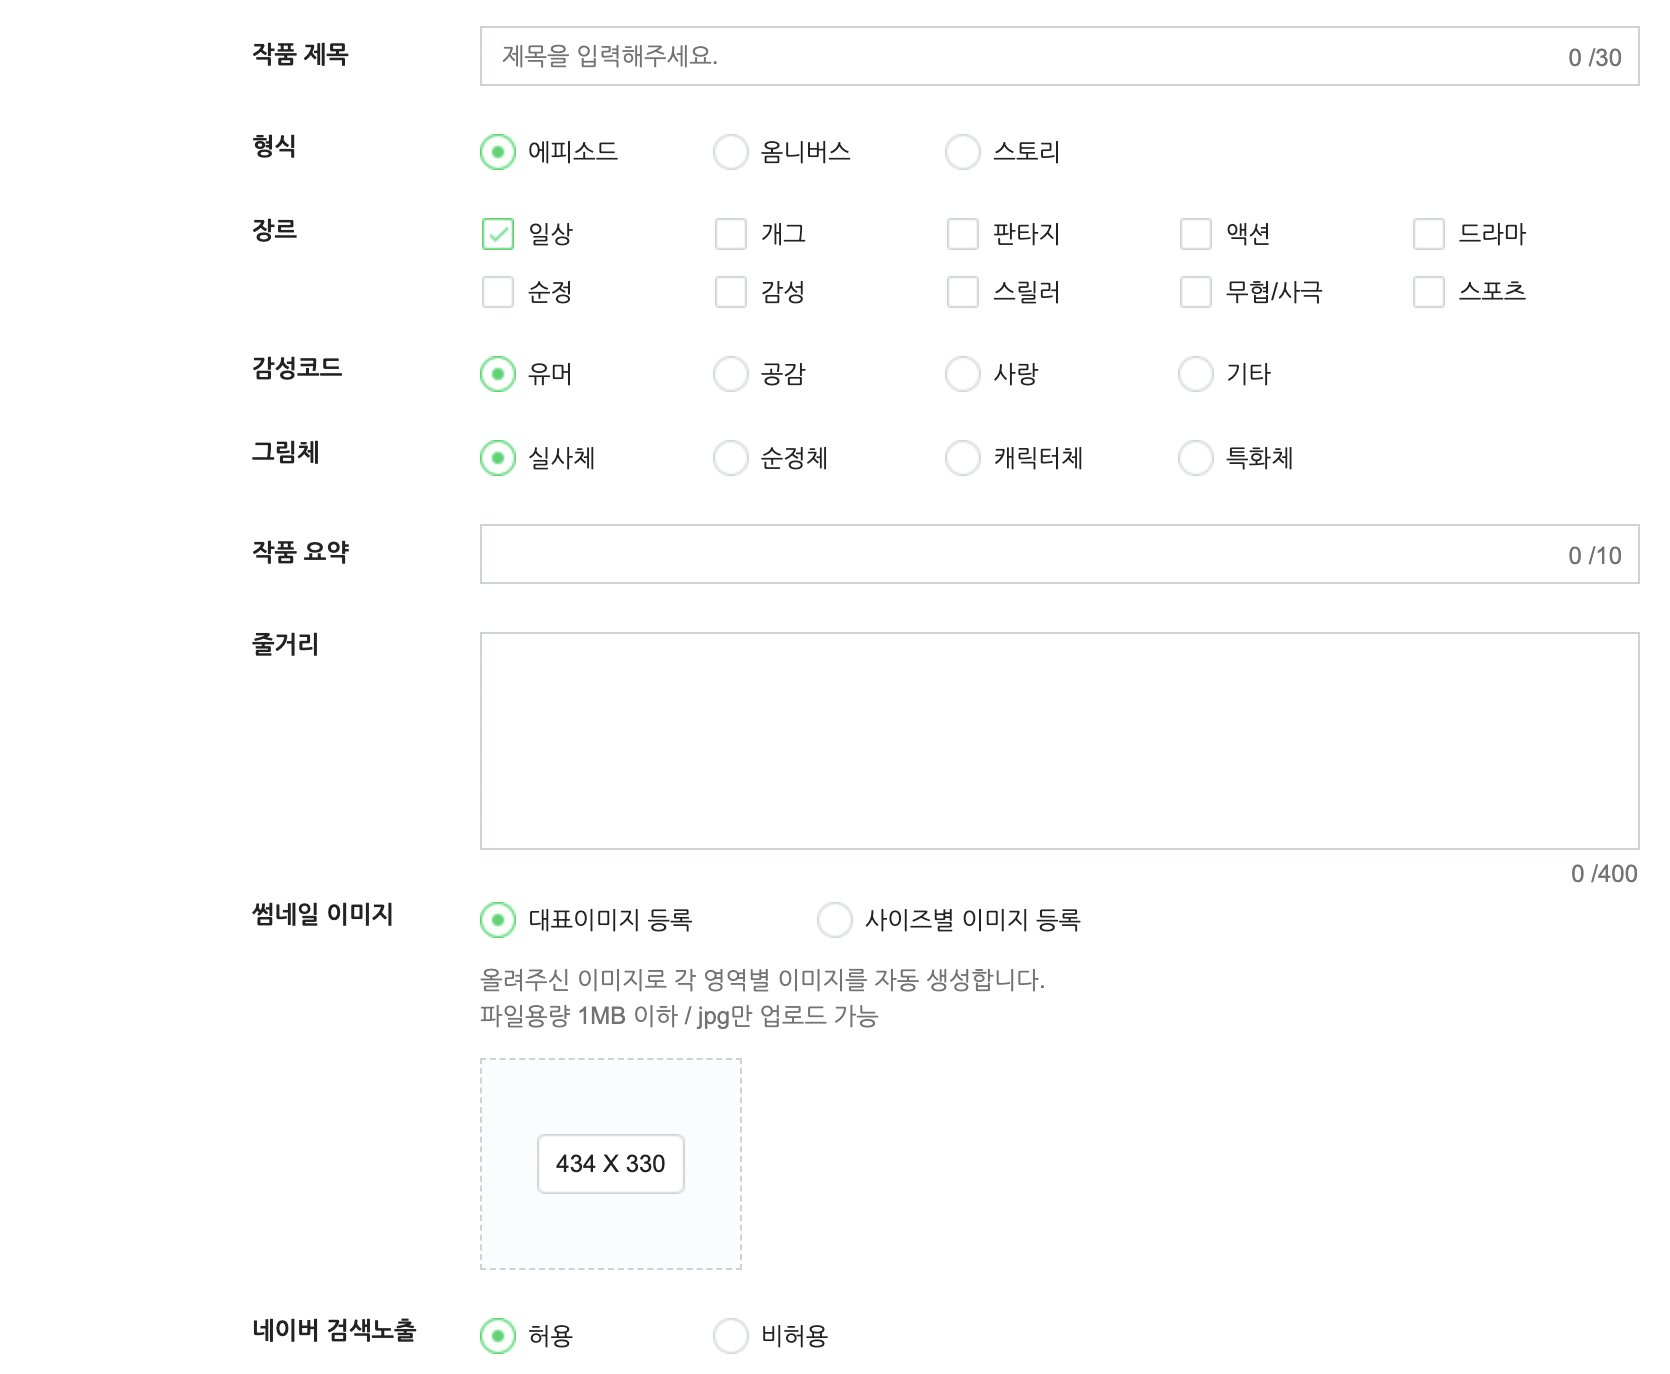 작품 제목 제목을 입력해주세요. 0 /30
형식 에피소드 옴니버스 스토리
장르 일상 개그 판타지 액션 드라마
순정 감성 스릴러 무협/사극 스포츠
감성코드 유머 공감 사랑 기타
그림체 실사체 순정체 캐릭터체 특화체
작품 요약 0 /10
줄거리
0 /400
썸네일 이미지 대표이미지 등록 사이즈별 이미지 등록
올려주신 이미지로 각 영역별 이미지를 자동 생성합니다.
파일용량 1MB 이하 / jpg만 업로드 가능
434 X 330
네이버 검색노출 허용 비허용